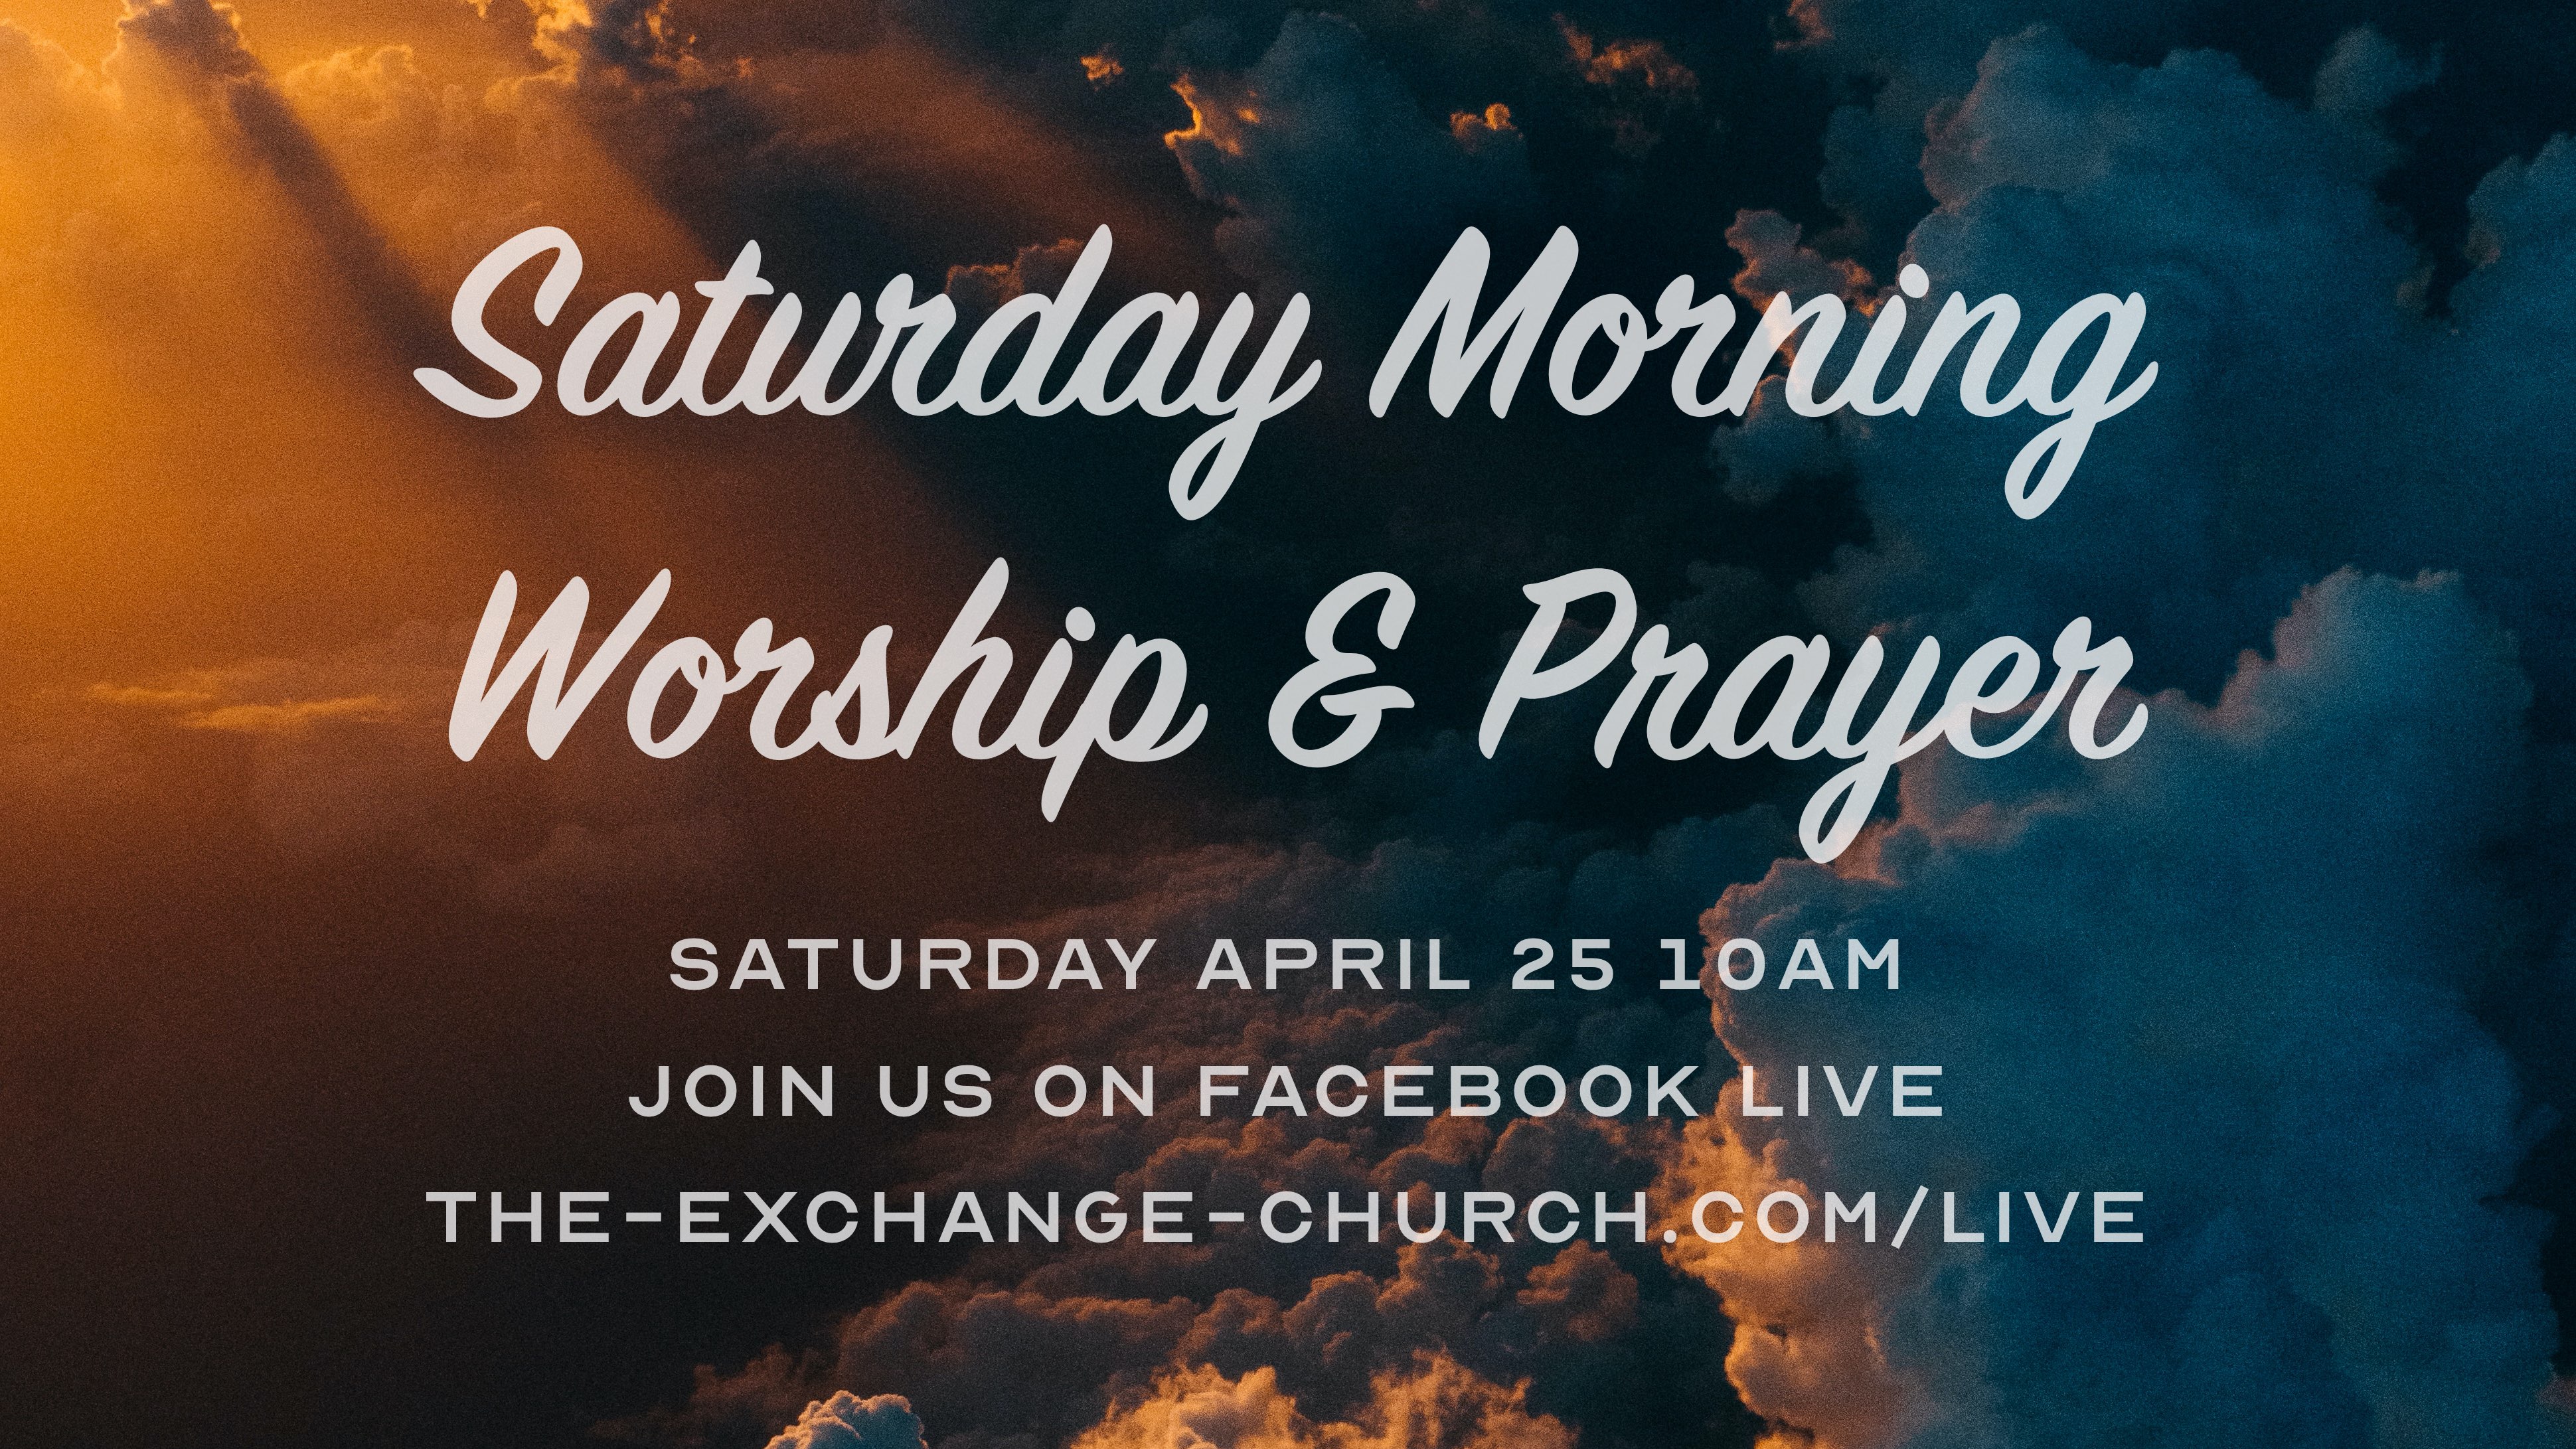 Saturday Morning
Worship & Prayer
SATURDAY APRIL 25 10AM
JOIN US ON FACEBOOK LIVE
THE-EXCHANGE-CHURCH.COM/LIVE